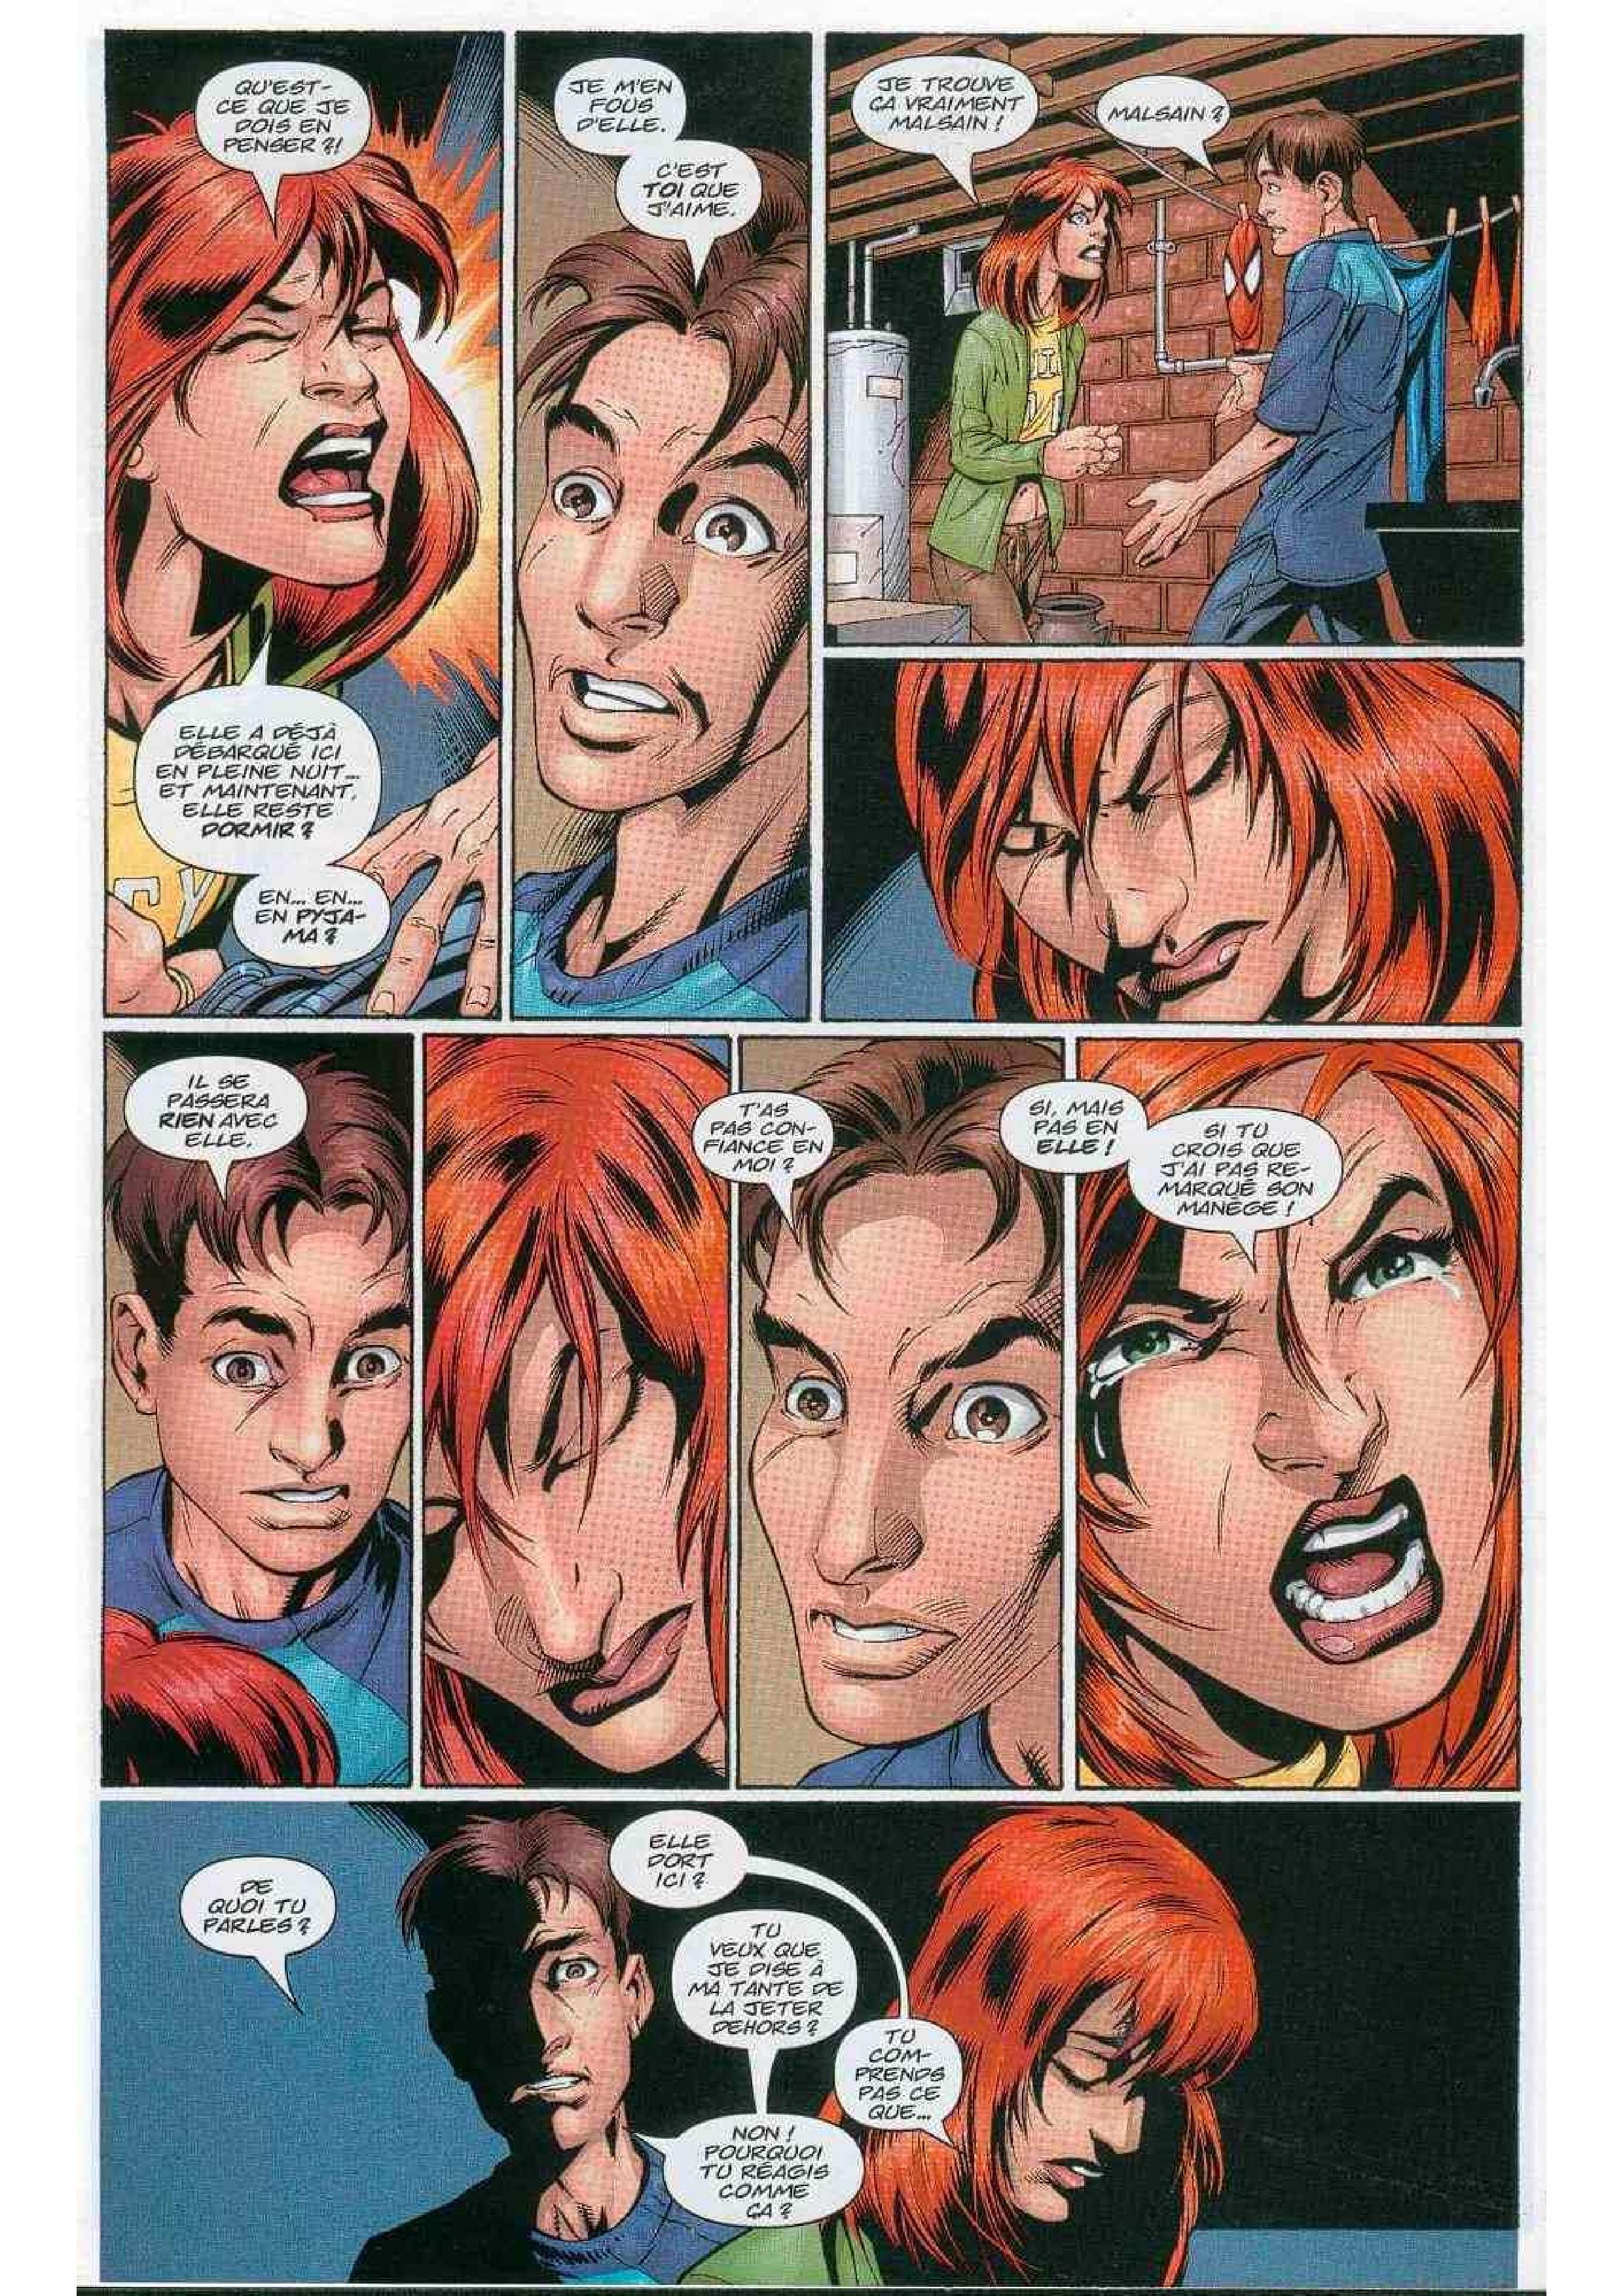 QU'EST-
CE QUE JE
DOIS EN
PENSER ?!
ELLE A DÉJÀ
DÉBARQUÉ ICI
EN PLEINE NUIT...
ET MAINTENANT,
ELLE RESTE
DORMIR ?
EN... EN...
EN PYJA-
MA ?
JE M'EN
FOUS
D'ELLE.
C'EST
TOI QUE
J'AIME.
JE TROUVE
ÇA VRAIMENT
MALSAIN !
MALSAIN ?
IL SE
PASSERA
RIEN AVEC
ELLE.
T'AS
PAS CON-
FIANCE EN
MOI ?
SI, MAIS
PAS EN
ELLE !
SI TU
CROIS QUE
J'AI PAS RE-
MARQUÉ SON
MANÈGE !
DE
QUOI TU
PARLES ?
ELLE
DORT
ICI ?
TU
VEUX QUE
JE DISE À
MA TANTE DE
LA JETER
DEHORS ?
TU
COM-
PRENDS
PAS CE
QUE...
NON !
POURQUOI
TU RÉAGIS
COMME
ÇA ?